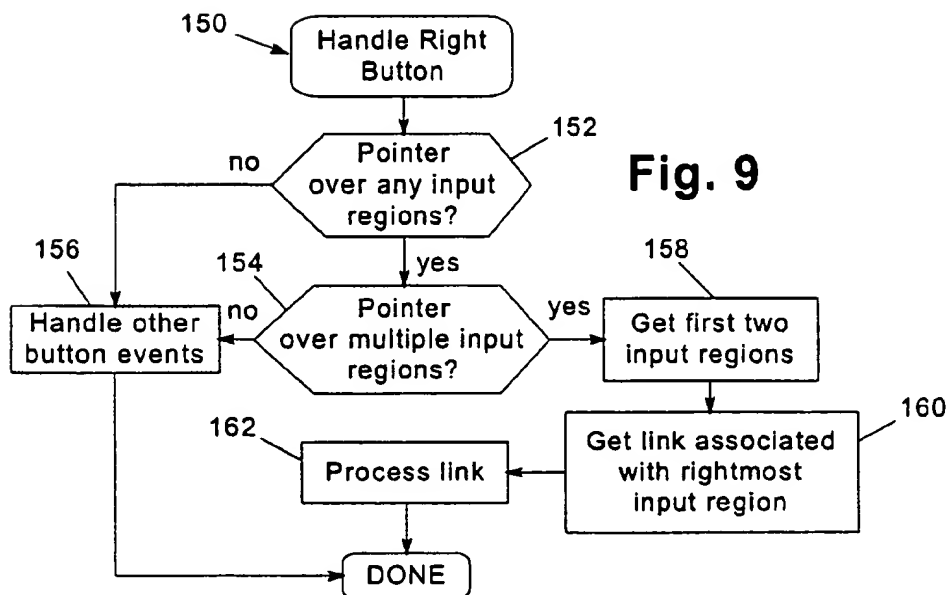 150
Handle Right
Button
152
Pointer
over any input
regions?
no
Fig. 9
yes
156
154
158
Handle other
button events
no
Pointer
over multiple input
regions?
yes
Get first two
input regions
160
162
Get link associated
with rightmost
input region
Process link
DONE